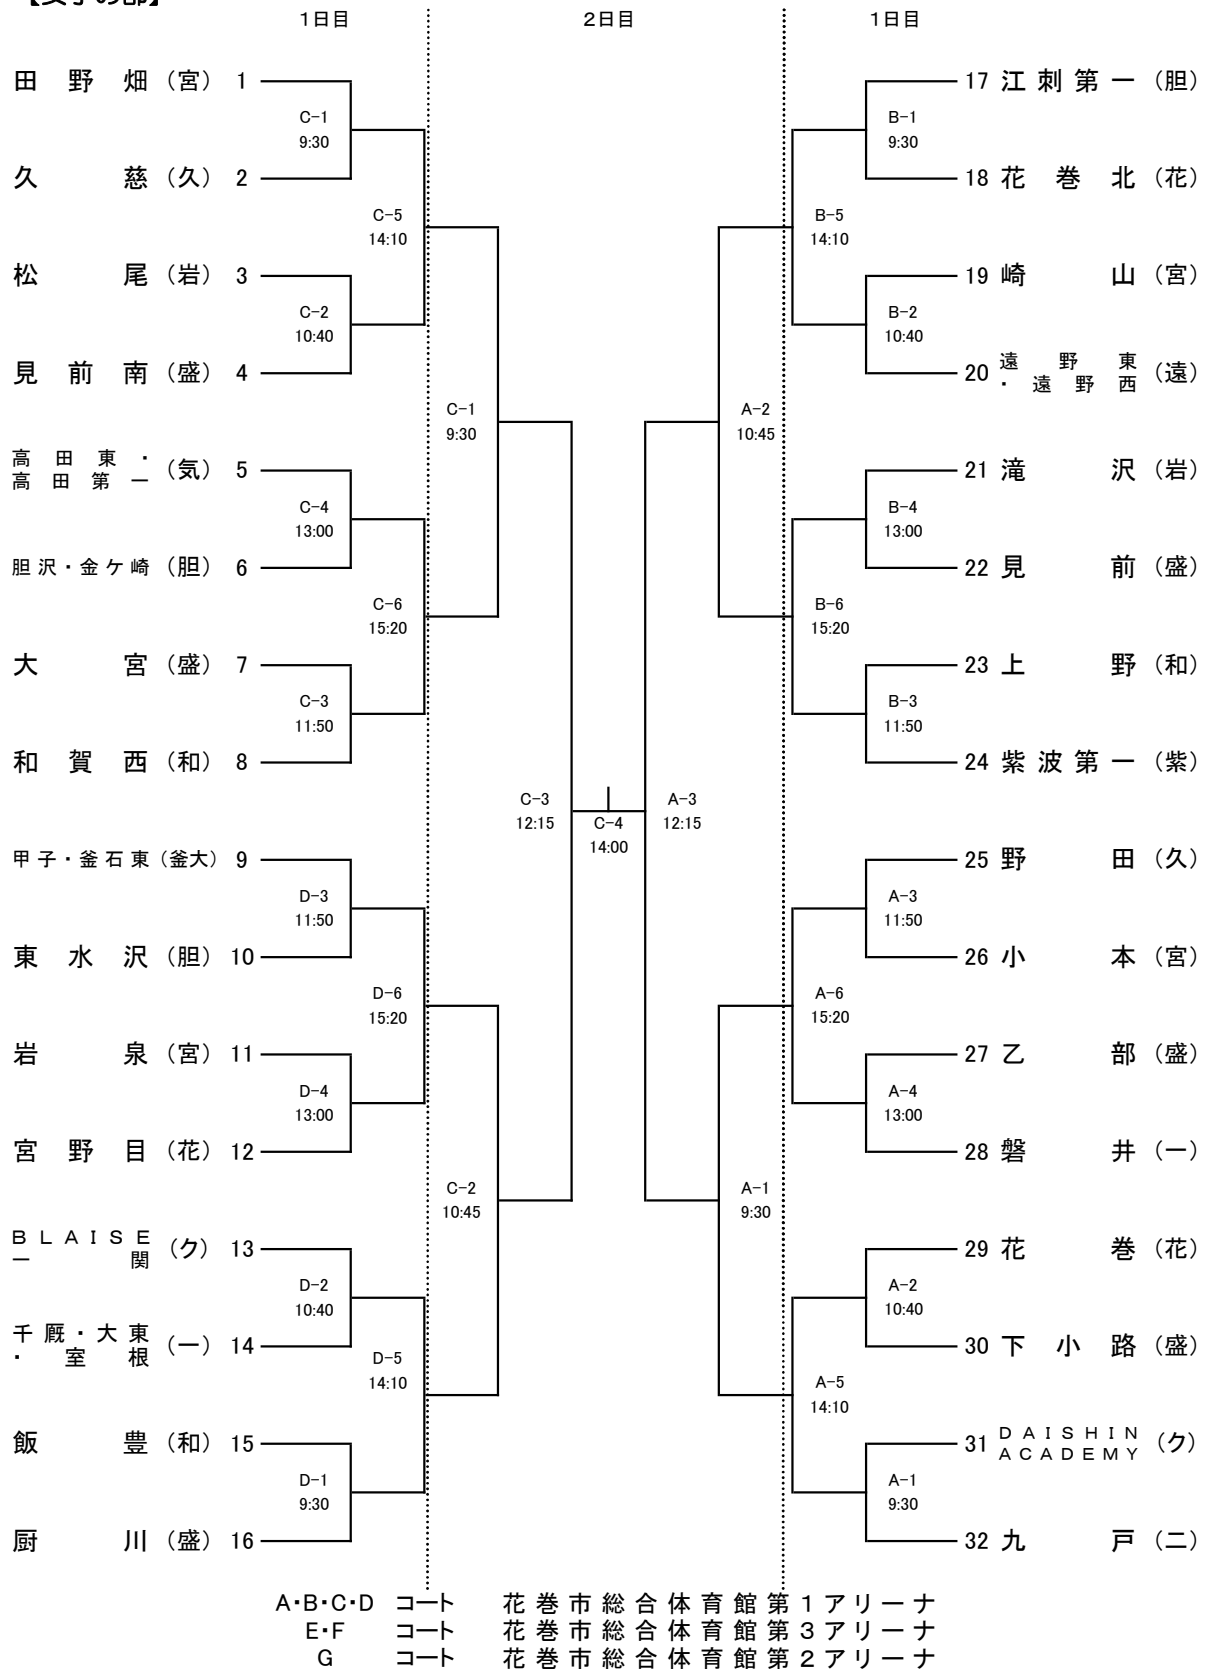 1日目 2日目 1日目
田野畑（宮） 1
C-1
9:30
久慈（久） 2
C-5
14:10
松尾（岩） 3
C-2
10:40
見前南（盛） 4
C-1
9:30
高田東・
高田第一（気） 5
C-4
13:00
胆沢・金ケ崎（胆） 6
C-6
15:20
大宮（盛） 7
C-3
11:50
和賀西（和） 8
C-3
12:15
甲子・釜石東（釜大） 9
D-3
11:50
東水沢（胆） 10
D-6
15:20
岩泉（宮） 11
D-4
13:00
宮野目（花） 12
C-2
10:45
BLAISE
一関（ク） 13
D-2
10:40
千厩・大東
・室根（一） 14
D-5
14:10
飯豊（和） 15
D-1
9:30
厨川（盛） 16
C-4
14:00
17 江刺第一（胆）
B-1
9:30
18 花巻北（花）
B-5
14:10
19 崎山（宮）
B-2
10:40
20 遠野東
・遠野西（遠）
A-2
10:45
21 滝沢（岩）
B-4
13:00
22 見前（盛）
B-6
15:20
23 上野（和）
B-3
11:50
24 紫波第一（紫）
A-3
12:15
25 野田（久）
A-3
11:50
26 小本（宮）
A-6
15:20
27 乙部（盛）
A-4
13:00
28 磐井（一）
A-1
9:30
29 花巻（花）
A-2
10:40
30 下小路（盛）
A-5
14:10
31 DAISHIN
ACADEMY（ク）
A-1
9:30
32 九戸（二）
A・B・C・D コート 花巻市総合体育館第1アリーナ
E・F コート 花巻市総合体育館第3アリーナ
G コート 花巻市総合体育館第2アリーナ